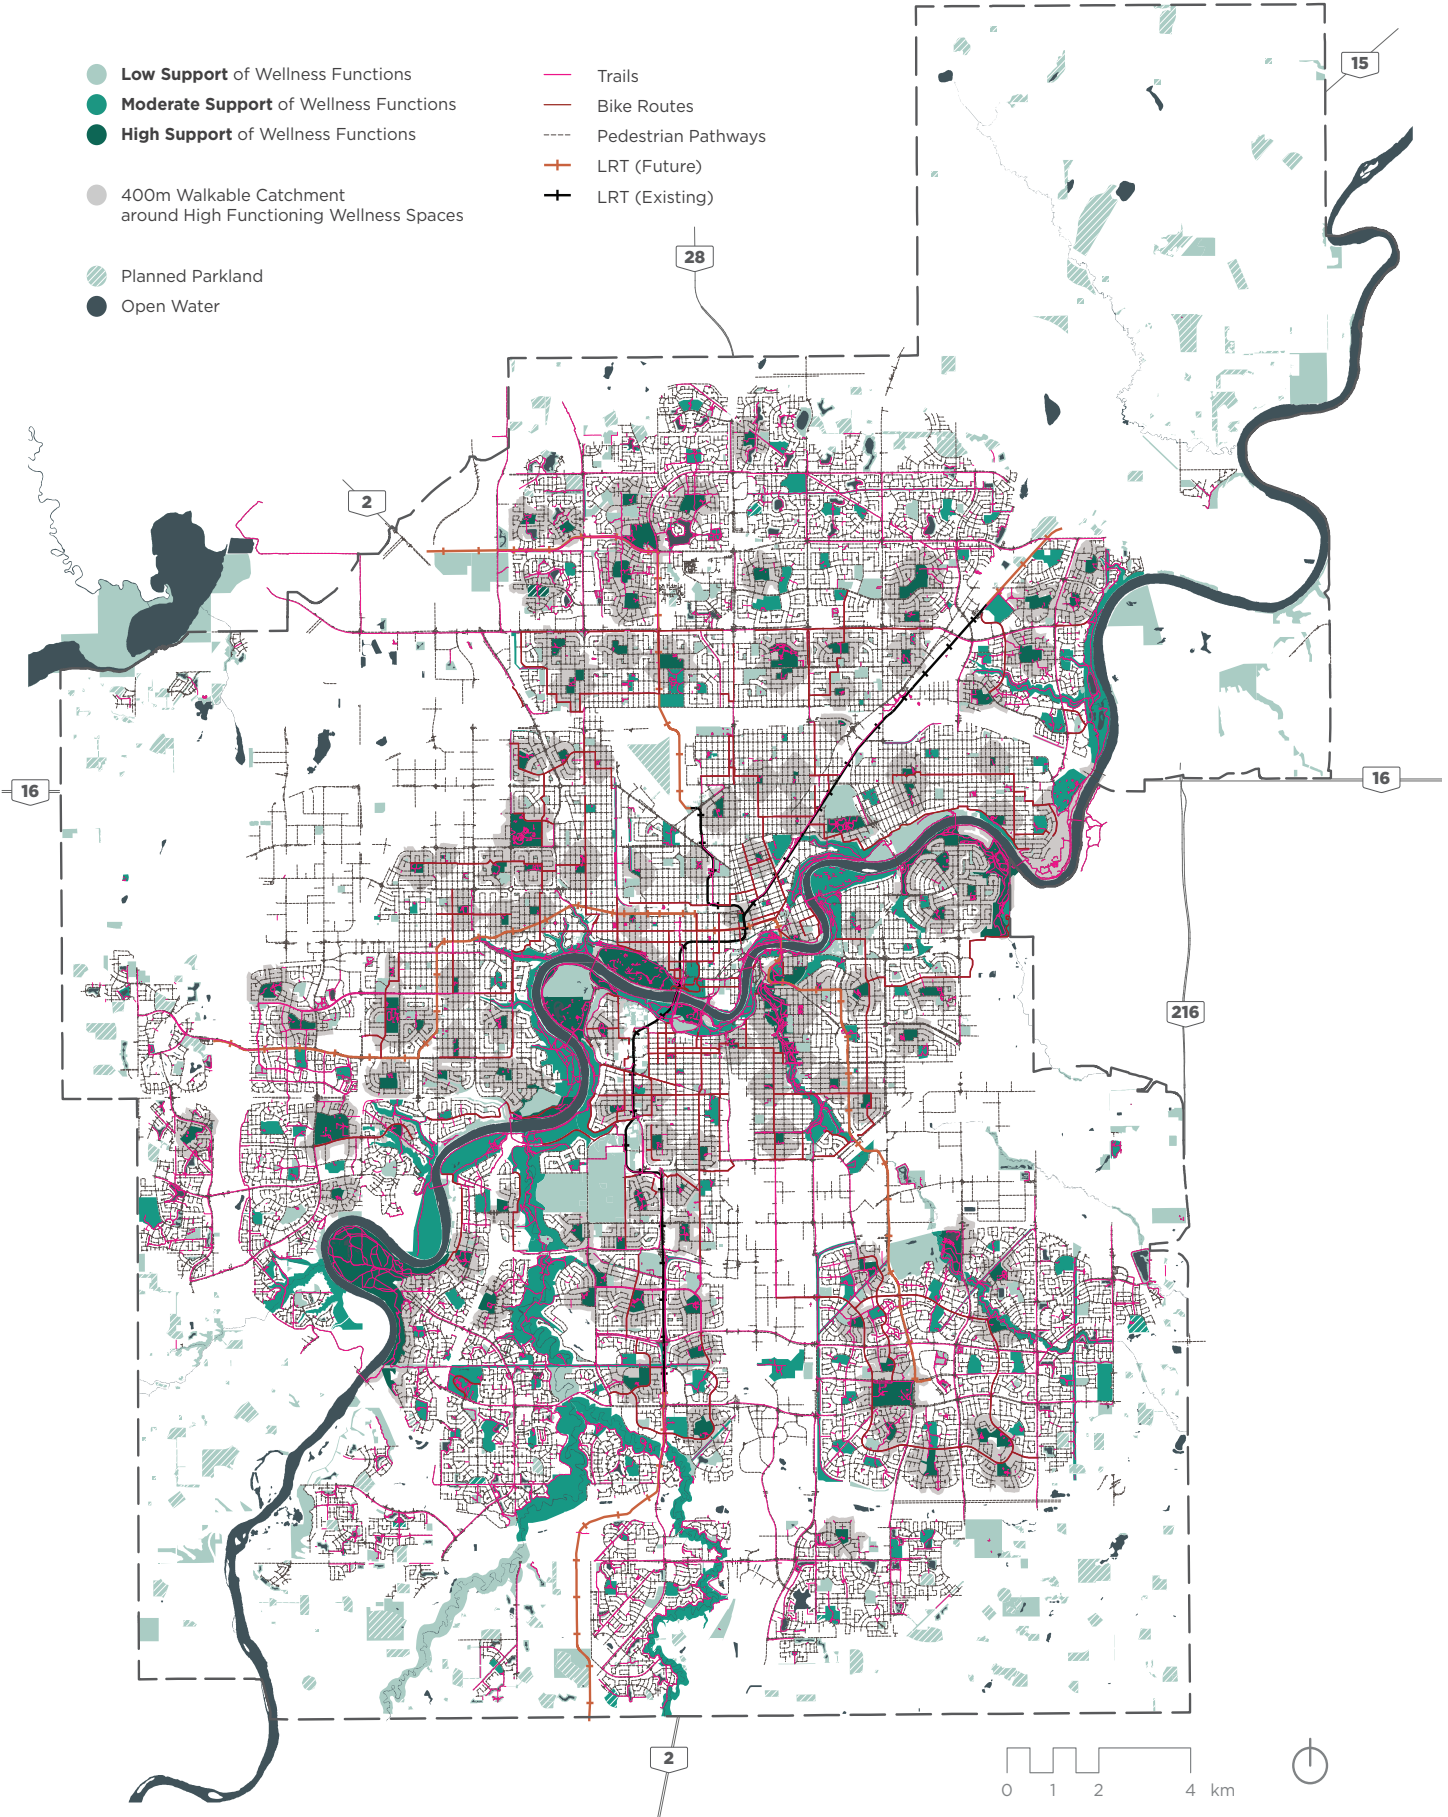 Low Support of Wellness Functions
Moderate Support of Wellness Functions
High Support of Wellness Functions
400m Walkable Catchment
around High Functioning Wellness Spaces
Planned Parkland
Open Water
Trails
Bike Routes
Pedestrian Pathways
LRT (Future)
LRT (Existing)
15
28
2
16
16
216
2
0 1 2 4 km